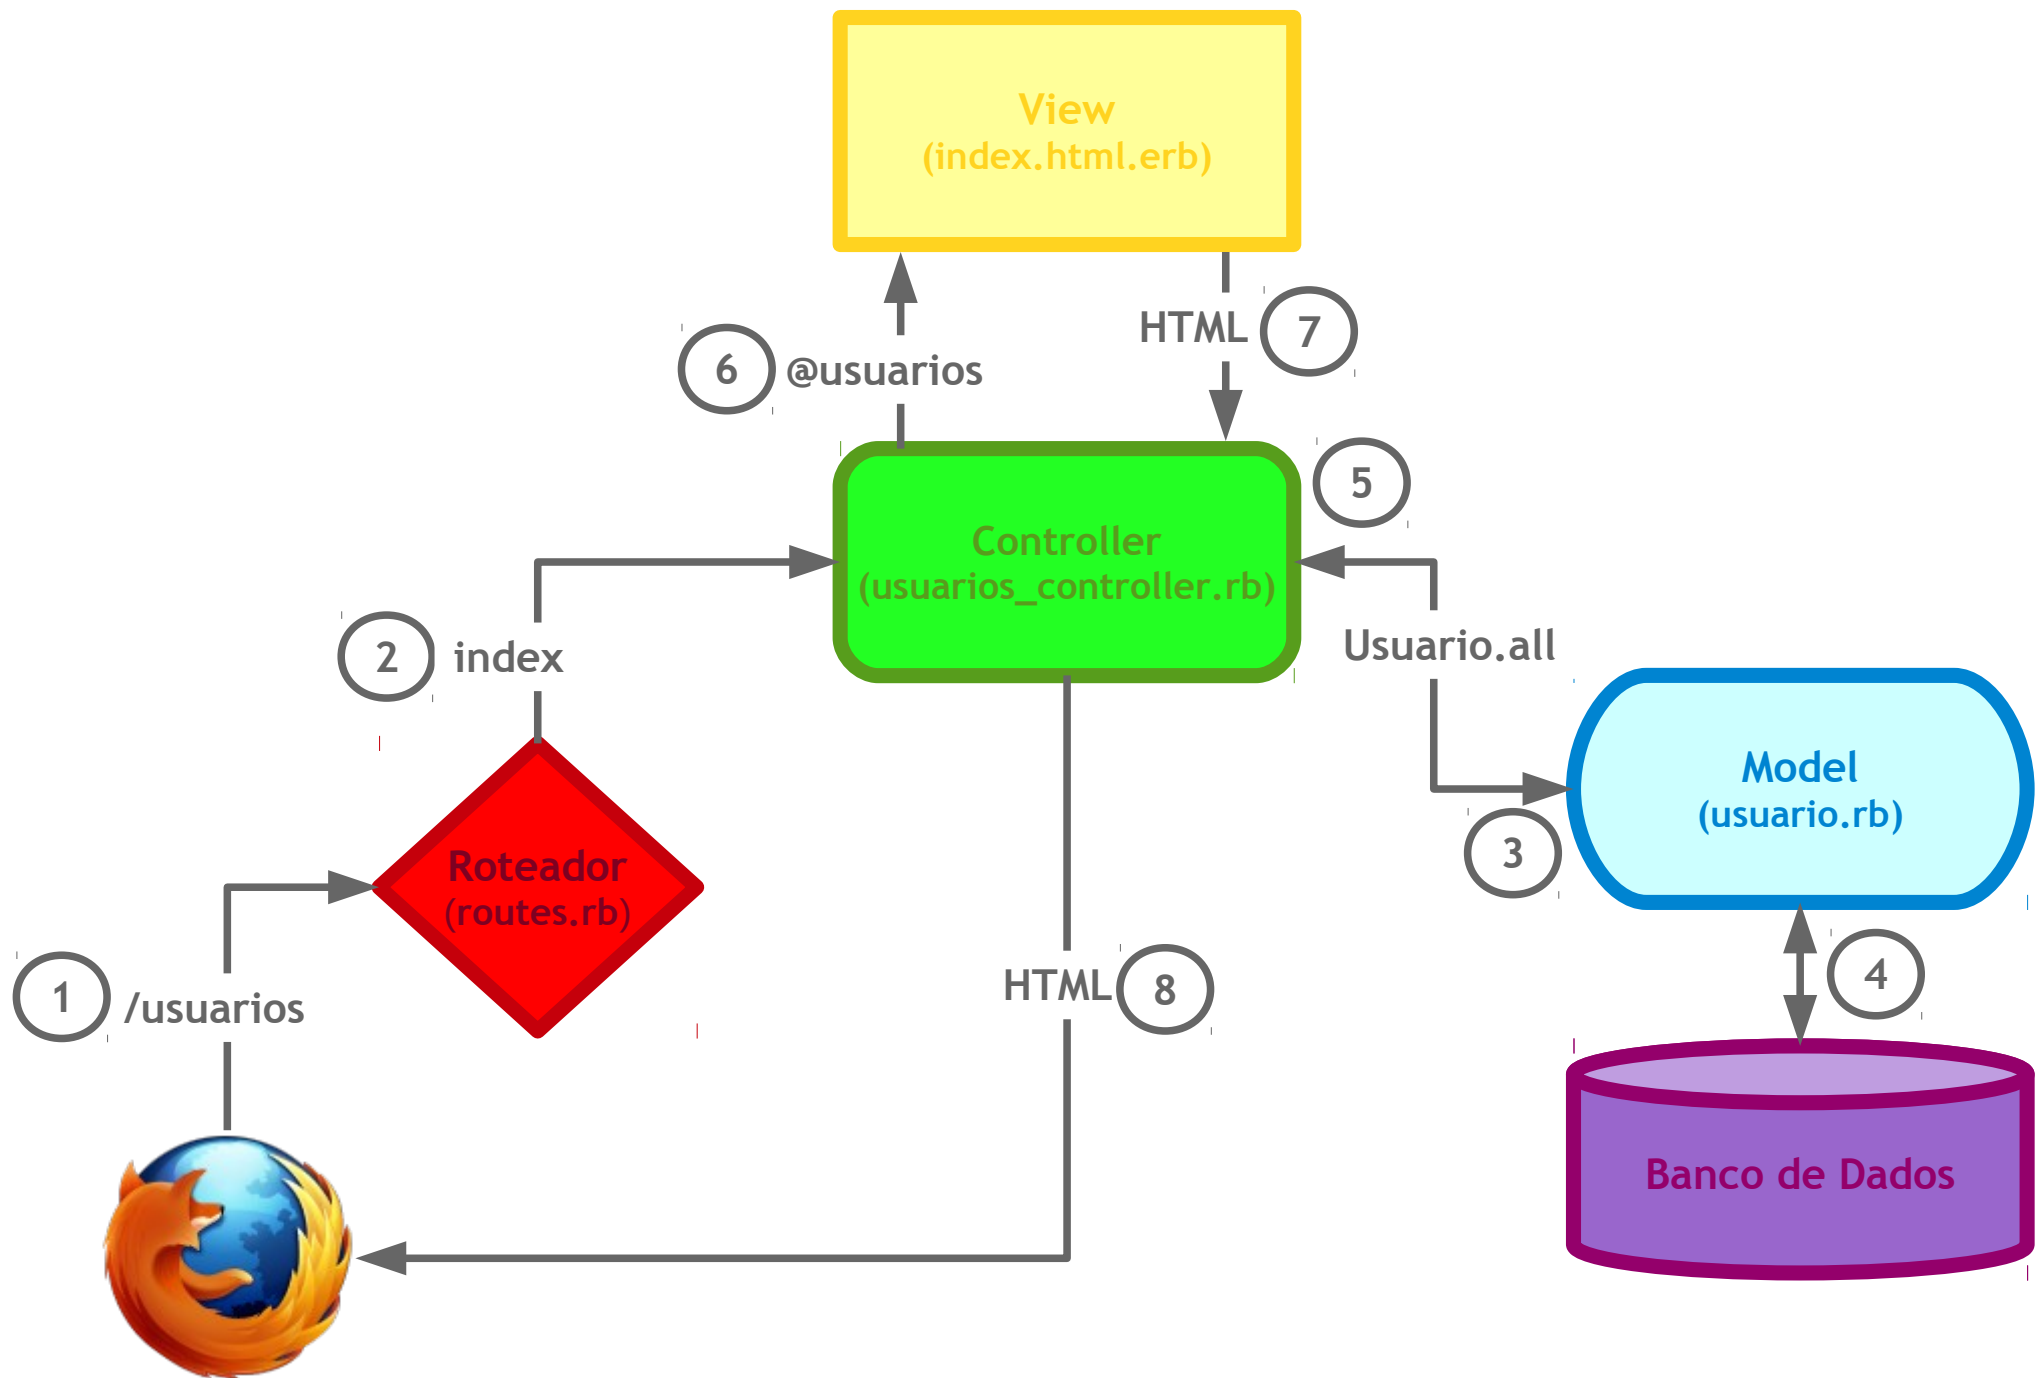 View
(index.html.erb)
HTML
7
6
@usuarios
5
Controller
(usuarios_controller.rb)
Usuario.all
2
index
Model
(usuario.rb)
3
Roteador
(routes.rb)
4
1
/usuarios
HTML
8
Banco de Dados